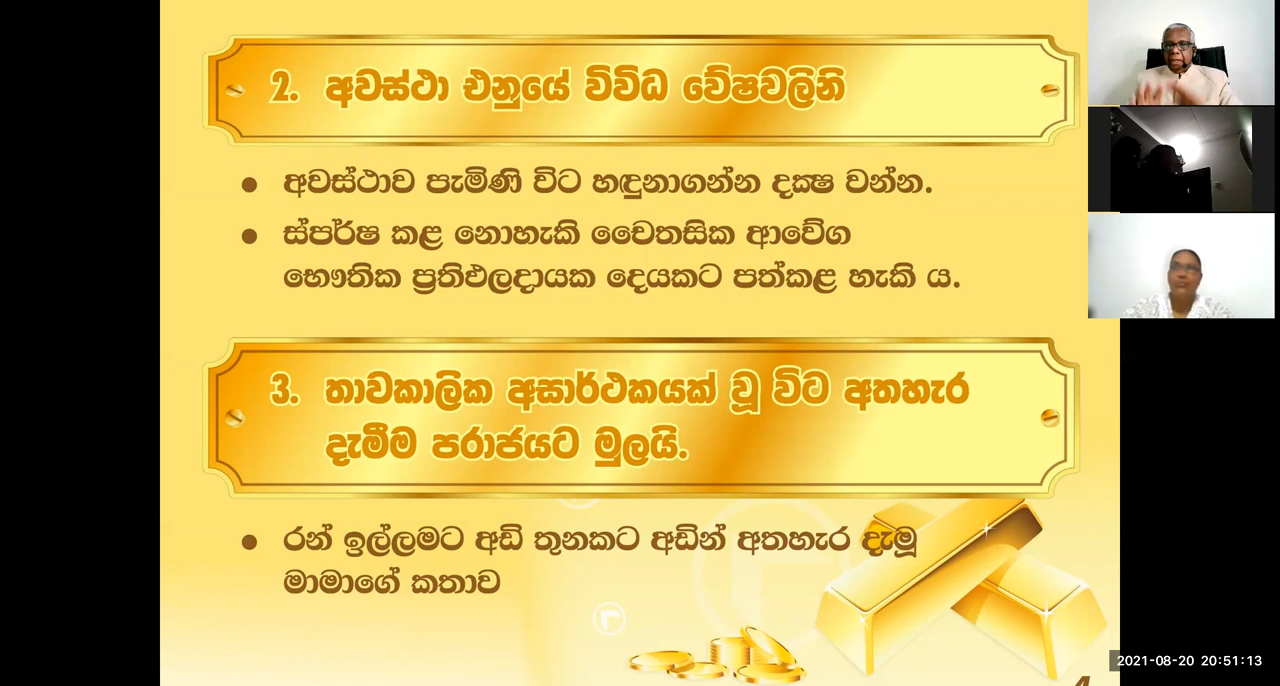 2. අවස්ථා එනුයේ විවිධ වේෂවලිනි
● අවස්ථාව පැමිණි විට හඳුනාගන්න දක්‍ෂ වන්න.
● ස්පර්ෂ කළ නොහැකි චෛතසික ආවේග
භෞතික ප්‍රතිඵලදායක දෙයකට පත්කළ හැකි ය.
3. තාවකාලික අසාර්ථකයක් වූ විට අතහැර
දැමීම පරාජයට මුලයි.
● රන් ඉල්ලමට අඩි තුනකට අඩින් අතහැර දැමූ
මාමාගේ කතාව
2021-08-20 20:51:13